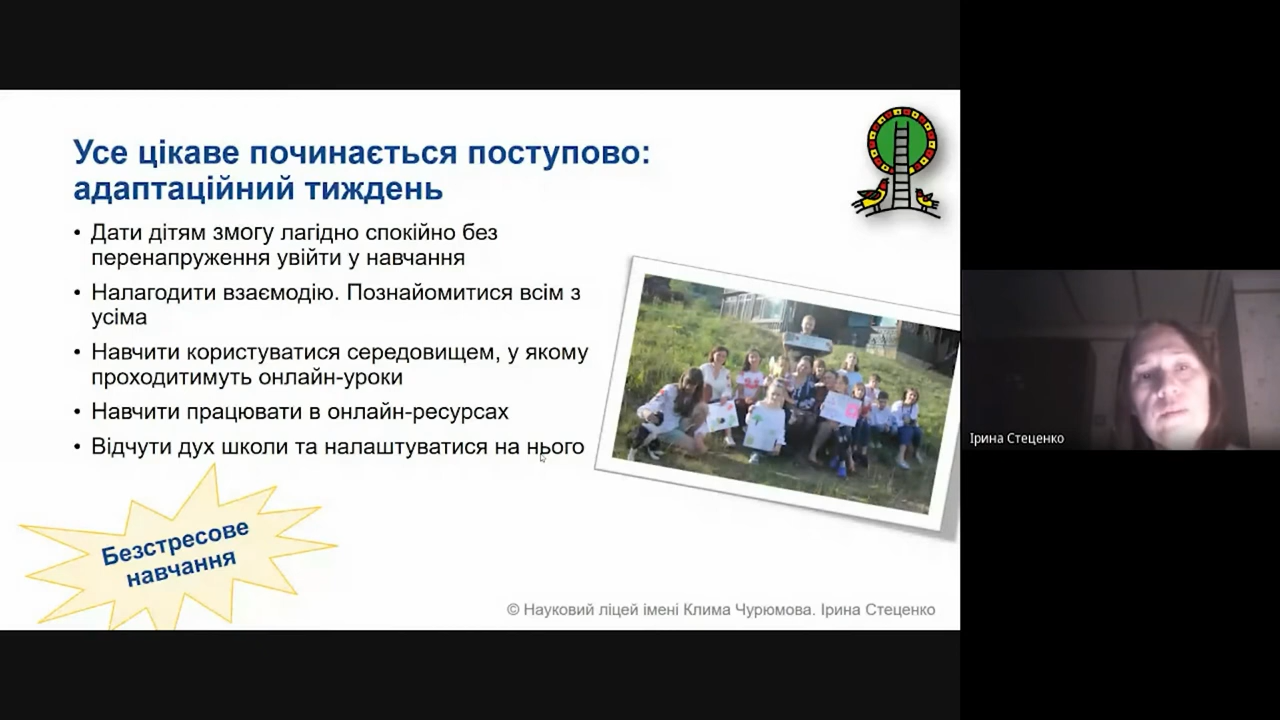 Усе цікаве починається поступово:
адаптаційний тиждень
• Дати дітям змогу лагідно спокійно без
перенапруження увійти у навчання
• Налагодити взаємодію. Познайомитися всім з
усіма
• Навчити користуватися середовищем, у якому
проходитимуть онлайн-уроки
• Навчити працювати в онлайн-ресурсах
• Відчути дух школи та налаштуватися на нього
Безстресове
навчання
© Науковий ліцей імені Клима Чурюмова. Ірина Стеценко
Ірина Стеценко